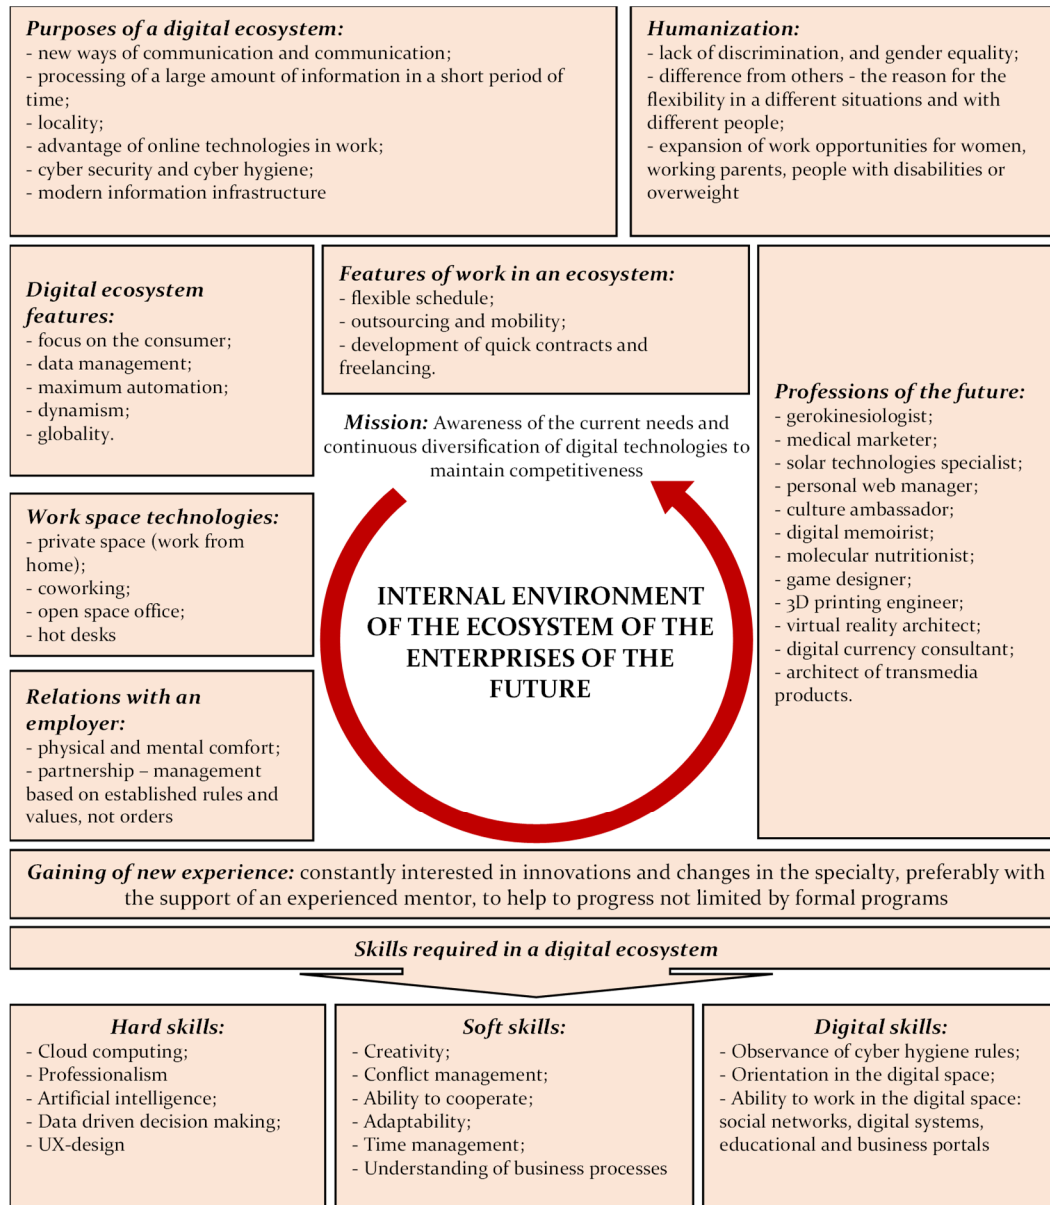 Purposes of a digital ecosystem:
- new ways of communication and communication;
- processing of a large amount of information in a short period of
time;
- locality;
- advantage of online technologies in work;
- cyber security and cyber hygiene;
- modern information infrastructure
Humanization:
- lack of discrimination, and gender equality;
- difference from others - the reason for the
flexibility in a different situations and with
different people;
- expansion of work opportunities for women,
working parents, people with disabilities or
overweight
Digital ecosystem
features:
- focus on the consumer;
- data management;
- maximum automation;
- dynamism;
- globality.
Features of work in an ecosystem:
- flexible schedule;
- outsourcing and mobility;
- development of quick contracts and
freelancing.
Professions of the future:
- gerokinesiologist;
- medical marketer;
- solar technologies specialist;
- personal web manager;
- culture ambassador;
- digital memoirist;
- molecular nutritionist;
- game designer;
- 3D printing engineer;
- virtual reality architect;
- digital currency consultant;
- architect of transmedia
products.
Mission: Awareness of the current needs and
continuous diversification of digital technologies to
maintain competitiveness
Work space technologies:
- private space (work from
home);
- coworking;
- open space office;
- hot desks
INTERNAL ENVIRONMENT
OF THE ECOSYSTEM OF THE
ENTERPRISES OF THE
FUTURE
Relations with an
employer:
- physical and mental comfort;
- partnership – management
based on established rules and
values, not orders
Gaining of new experience: constantly interested in innovations and changes in the specialty, preferably with
the support of an experienced mentor, to help to progress not limited by formal programs
Skills required in a digital ecosystem
Hard skills:
- Cloud computing;
- Professionalism
- Artificial intelligence;
- Data driven decision making;
- UX-design
Soft skills:
- Creativity;
- Conflict management;
- Ability to cooperate;
- Adaptability;
- Time management;
- Understanding of business processes
Digital skills:
- Observance of cyber hygiene rules;
- Orientation in the digital space;
- Ability to work in the digital space:
social networks, digital systems,
educational and business portals